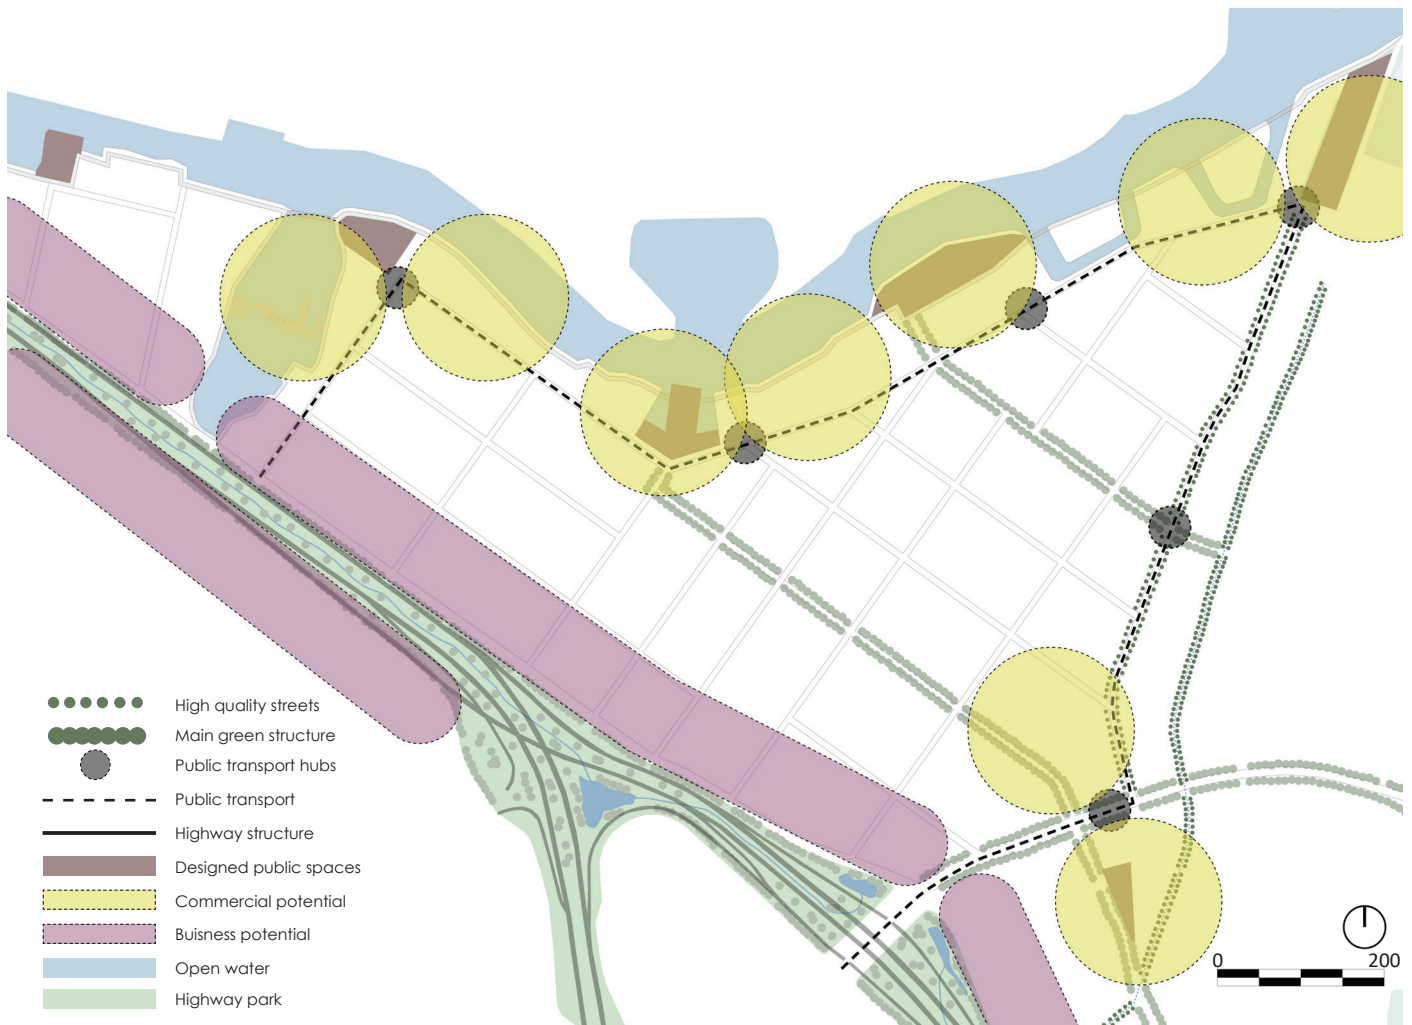 High quality streets
Main green structure
Public transport hubs
Public transport
Highway structure
Designed public spaces
Commercial potential
Buisness potential
Open water
Highway park
0 200